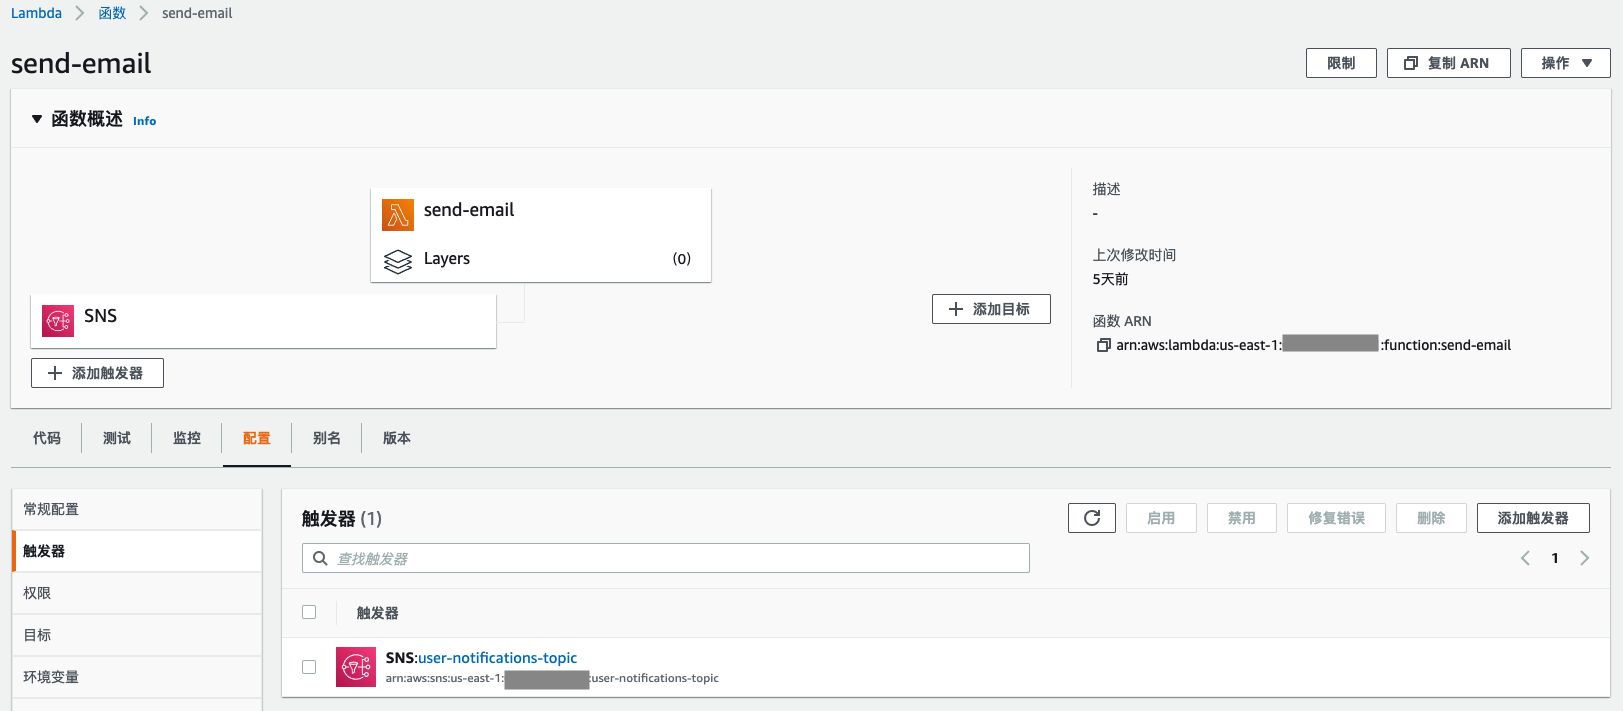 Lambda 函数 send-email
send-email
限制 复制 ARN 操作
函数概述 Info
send-email
Layers (0)
SNS
添加触发器
添加目标
描述
-
上次修改时间
5天前
函数 ARN
arn:aws:lambda:us-east-1: :function:send-email
代码 测试 监控 配置 别名 版本
常规配置
触发器
权限
目标
环境变量
触发器 (1)
启用 禁用 修复错误 删除 添加触发器
查找触发器
1
触发器
SNS:user-notifications-topic
arn:aws:sns:us-east-1: :user-notifications-topic